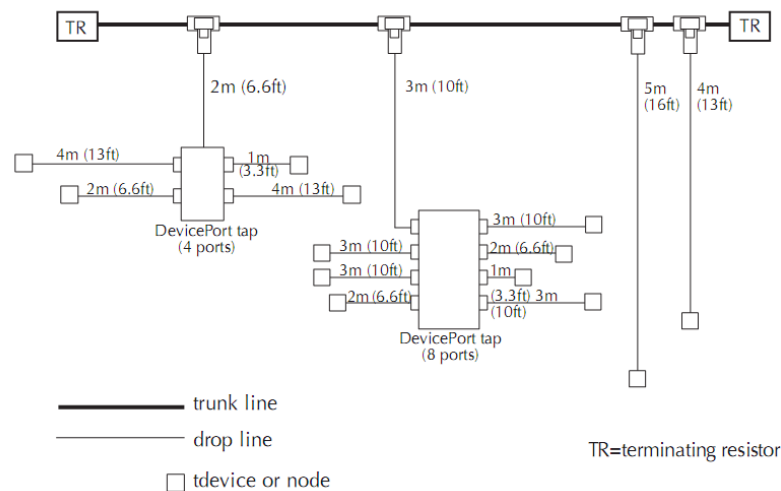 TR
TR
2m (6.6ft)
3m (10ft)
5m
(16ft)
4m
(13ft)
4m (13ft)
1m
(3.3ft)
2m (6.6ft)
4m (13ft)
DevicePort tap
(4 ports)
3m (10ft)
3m (10ft)
2m (6.6ft)
3m (10ft)
1m
2m (6.6ft)
(3.3ft) 3m
(10ft)
DevicePort tap
(8 ports)
trunk line
drop line
TR=terminating resistor
tdevice or node